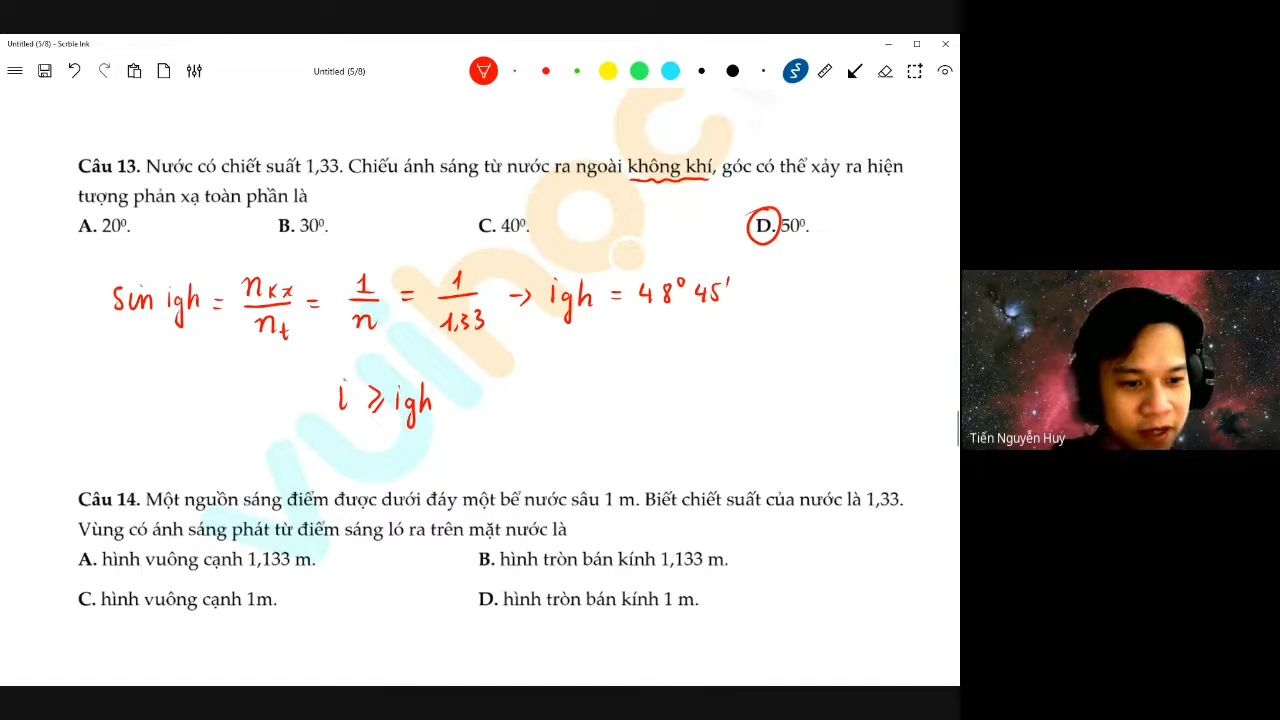 Untitled (5/8) - Scrble Ink
Untitled (5/8)
Câu 13. Nước có chiết suất 1,33. Chiếu ánh sáng từ nước ra ngoài không khí, góc có thể xảy ra hiện
tượng phản xạ toàn phần là
A. 20⁰. B. 30⁰. C. 40⁰. D. 50⁰.
sin igh = nkx/nt = 1/n = 1/1,33 → igh = 48° 45'
i ⩾ igh
vuihoc
Câu 14. Một nguồn sáng điểm được dưới đáy một bể nước sâu 1 m. Biết chiết suất của nước là 1,33.
Vùng có ánh sáng phát từ điểm sáng ló ra trên mặt nước là
A. hình vuông cạnh 1,133 m. B. hình tròn bán kính 1,133 m.
C. hình vuông cạnh 1m. D. hình tròn bán kính 1 m.
Tiến Nguyễn Huy